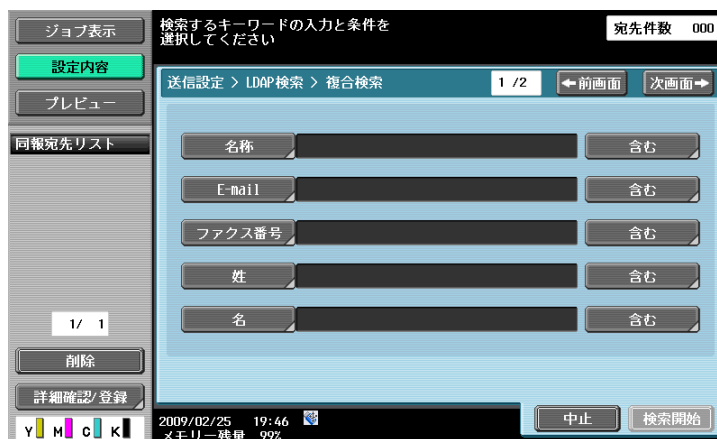 ジョブ表示
設定内容
プレビュー
同報宛先リスト
1/ 1
削除
詳細確認/登録
Y M C K
検索するキーワードの入力と条件を
選択してください
宛先件数 000
送信設定 > LDAP検索 > 複合検索
1 /2
←前画面
次画面→
名称 含む
E-mail 含む
ファクス番号 含む
姓 含む
名 含む
2009/02/25 19:46
メモリー残量 99%
中止
検索開始